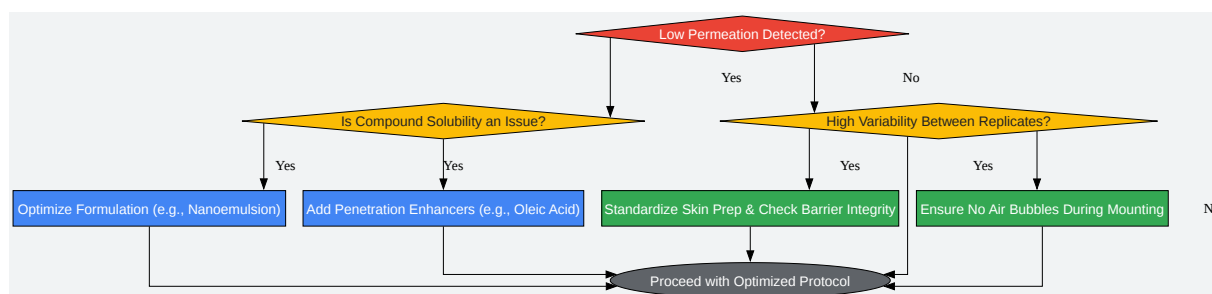 Low Permeation Detected?
Yes
No
Is Compound Solubility an Issue?
High Variability Between Replicates?
Yes
Yes
Yes
Yes
Optimize Formulation (e.g., Nanoemulsion)
Add Penetration Enhancers (e.g., Oleic Acid)
Standardize Skin Prep & Check Barrier Integrity
Ensure No Air Bubbles During Mounting
Proceed with Optimized Protocol